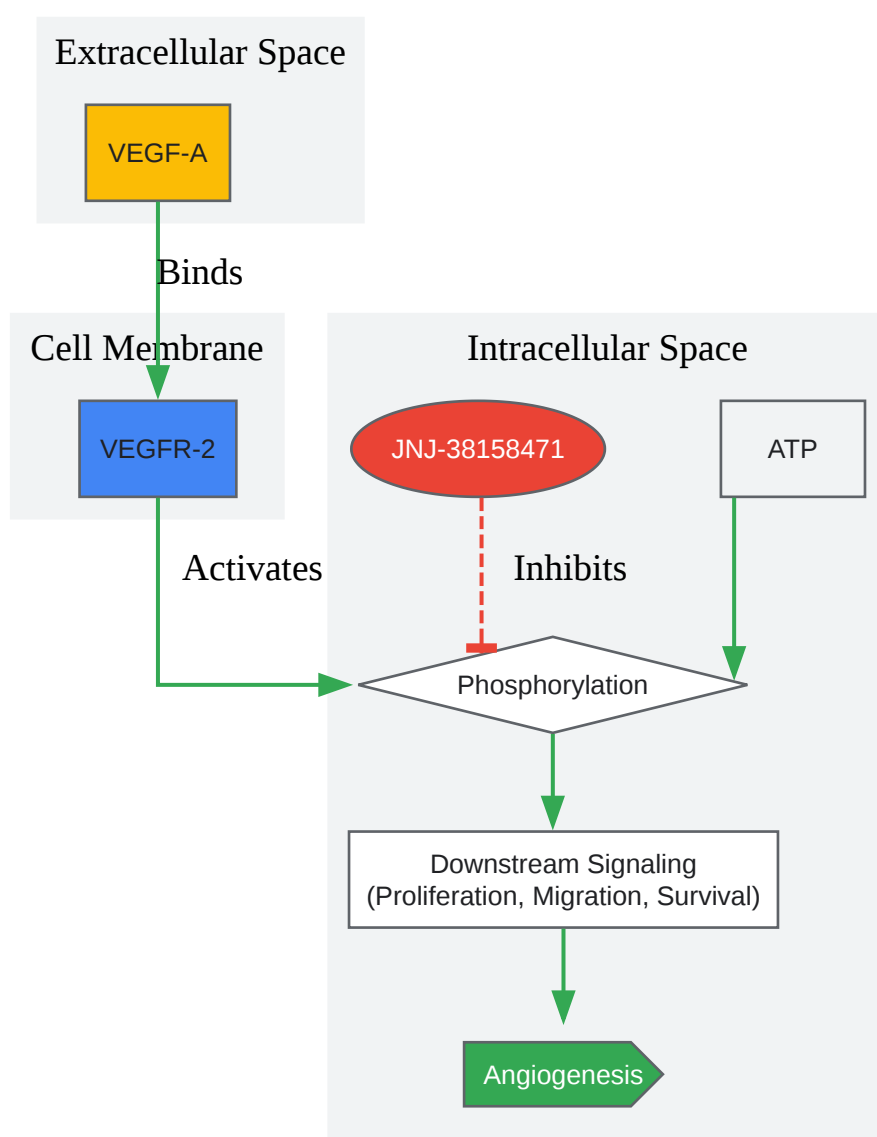 Extracellular Space
VEGF-A
Binds
Cell Membrane
VEGFR-2
Activates
Intracellular Space
JNJ-38158471
ATP
Inhibits
Phosphorylation
Downstream Signaling
(Proliferation, Migration, Survival)
Angiogenesis